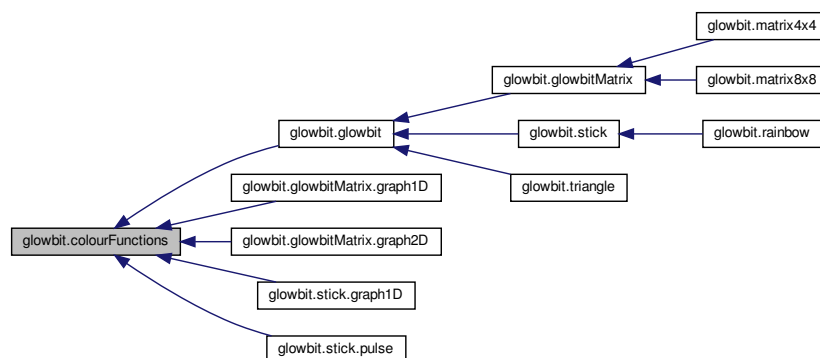 glowbit.matrix4x4
glowbit.glowbitMatrix
glowbit.matrix8x8
glowbit.glowbit
glowbit.stick
glowbit.rainbow
glowbit.triangle
glowbit.glowbitMatrix.graph1D
glowbit.colourFunctions
glowbit.glowbitMatrix.graph2D
glowbit.stick.graph1D
glowbit.stick.pulse